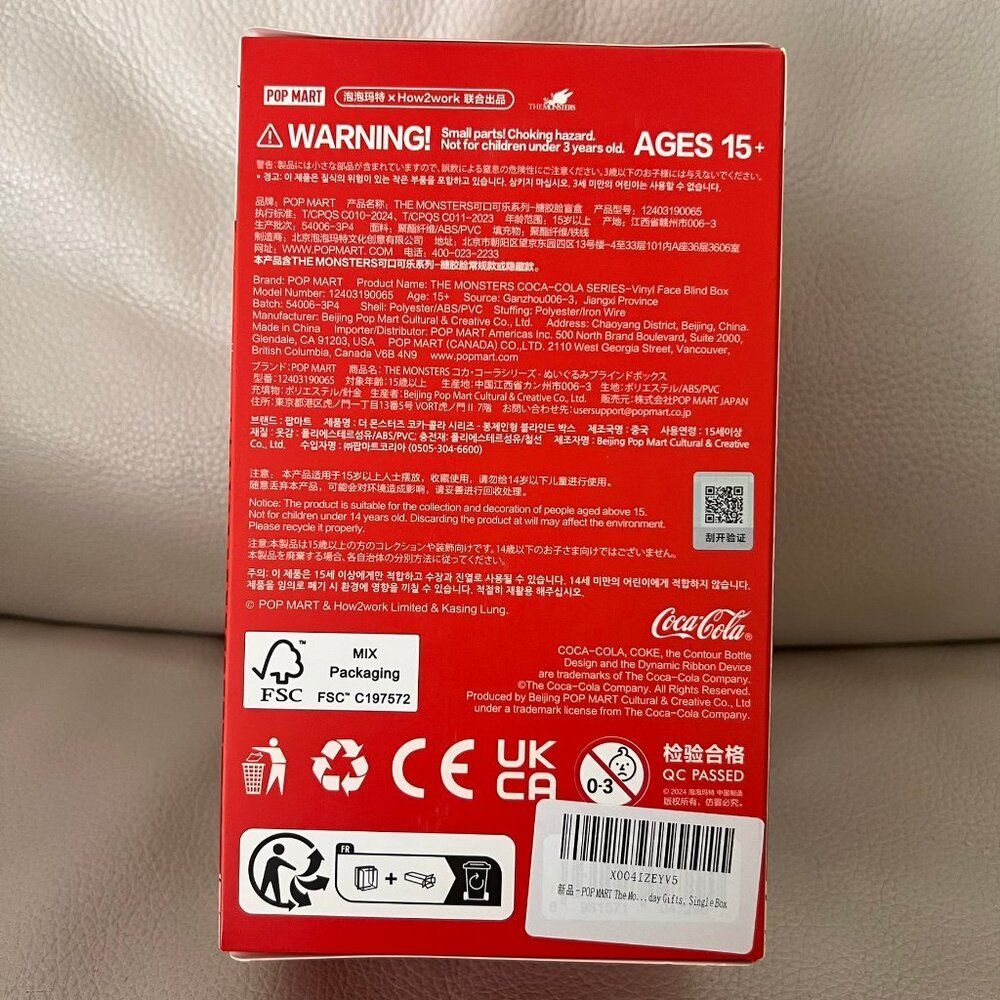 POP MART 泡泡玛特×How2work 联合出品 THE MONSTERS
WARNING! Small parts! Choking hazard.
Not for children under 3 years old. AGES 15+
警告:製品には小さな部品が含まれていますので、誤飲による窒息の危険性にご注意ください。3歳以下のお子様には与えないでください。
• 경고: 이 제품은 질식의 위험이 있는 작은 부품을 포함하고 있습니다. 삼키지 마십시오. 3세 미만의 어린이는 사용할 수 없습니다.
品牌：POP MART 产品名称：THE MONSTERS可口可乐系列-搪胶脸盲盒 产品型号：12403190065
执行标准：T/CPQS C010-2024、T/CPQS C011-2023 年龄范围：15岁以上 产地：江西省赣州市006-3
生产批次：54006-3P4 面料：聚酯纤维/ABS/PVC 填充物：聚酯纤维/铁线
制造商：北京泡泡玛特文化创意有限公司 地址：北京市朝阳区望京东园四区13号楼-4至33层101内A座36层3606室
网址：WWW.POPMART.COM 电话：400-023-2233
本产品含THE MONSTERS可口可乐系列-搪胶脸常规款或隐藏款。
Brand: POP MART Product Name: THE MONSTERS COCA-COLA SERIES-Vinyl Face Blind Box
Model Number: 12403190065 Age: 15+ Source: Ganzhou006-3, Jiangxi Province
Batch: 54006-3P4 Shell: Polyester/ABS/PVC Stuffing: Polyester/Iron Wire
Manufacturer: Beijing Pop Mart Cultural & Creative Co., Ltd. Address: Chaoyang District, Beijing, China.
Made in China Importer/Distributor: POP MART Americas Inc. 500 North Brand Boulevard, Suite 2000,
Glendale, CA 91203, USA POP MART (CANADA) CO.,LTD. 2110 West Georgia Street, Vancouver,
British Columbia, Canada V6B 4N9 www.popmart.com
ブランド：POP MART 商品名：THE MONSTERS コカ・コーラシリーズ - ぬいぐるみブラインドボックス
型番：12403190065 対象年齢：15歳以上 生産地：中国江西省カン州市006-3 生地：ポリエステル/ABS/PVC
充填物：ポリエステル/針金 生産者：Beijing Pop Mart Cultural & Creative Co., Ltd. 販売元：株式会社POP MART JAPAN
住所：東京都港区虎ノ門一丁目13番5号 VORT虎ノ門Ⅱ 7階 お問い合わせ先：usersupport@popmart.co.jp
브랜드 : 팝마트 제품명 : 더 몬스터즈 코카-콜라 시리즈 - 봉제인형 블라인드 박스 제조국명 : 중국 사용연령 : 15세이상
재질 : 옷감 : 폴리에스테르섬유/ABS/PVC; 충전재: 폴리에스테르섬유/철선 제조자명 : Beijing Pop Mart Cultural & Creative
Co., Ltd. 수입자명 : ㈜팝마트코리아 (0505-304-6600)
注意： 本产品适用于15岁以上人士摆放，收藏使用，请勿给14岁以下儿童进行使用。
随意丢弃本产品，可能会对环境造成影响，请妥善进行回收处理。
Notice: The product is suitable for the collection and decoration of people aged above 15.
Not for children under 14 years old. Discarding the product at will may affect the environment.
Please recycle it properly.
注意:本製品は15歳以上の方のコレクションや装飾向けです。14歳以下のお子さま向けではございません。
本製品を廃棄する場合、各自治体の分別方法に従ってください。
주의: 이 제품은 15세 이상에게만 적합하고 수장과 진열로 사용될 수 있습니다. 14세 미만의 어린이에게 적합하지 않습니다.
제품을 임의로 폐기 시 환경에 영향을 끼칠 수 있습니다. 적절히 재활용 해주십시오.
© POP MART & How2work Limited & Kasing Lung.
刮开验证
Coca-Cola®
COCA-COLA, COKE, the Contour Bottle
Design and the Dynamic Ribbon Device
are trademarks of The Coca-Cola Company.
©The Coca-Cola Company. All Rights Reserved.
Produced by Beijing POP MART Cultural & Creative Co., Ltd
under a trademark license from The Coca-Cola Company.
FSC™
MIX
Packaging
FSC™ C197572
CE
UK
CA
0-3
检验合格
QC PASSED
© 2024 泡泡玛特 中国制造
版权所有，仿冒必究。
FR
+
X004IZEYV5
新品 - POP MART The Mo...day Gifts, Single Box